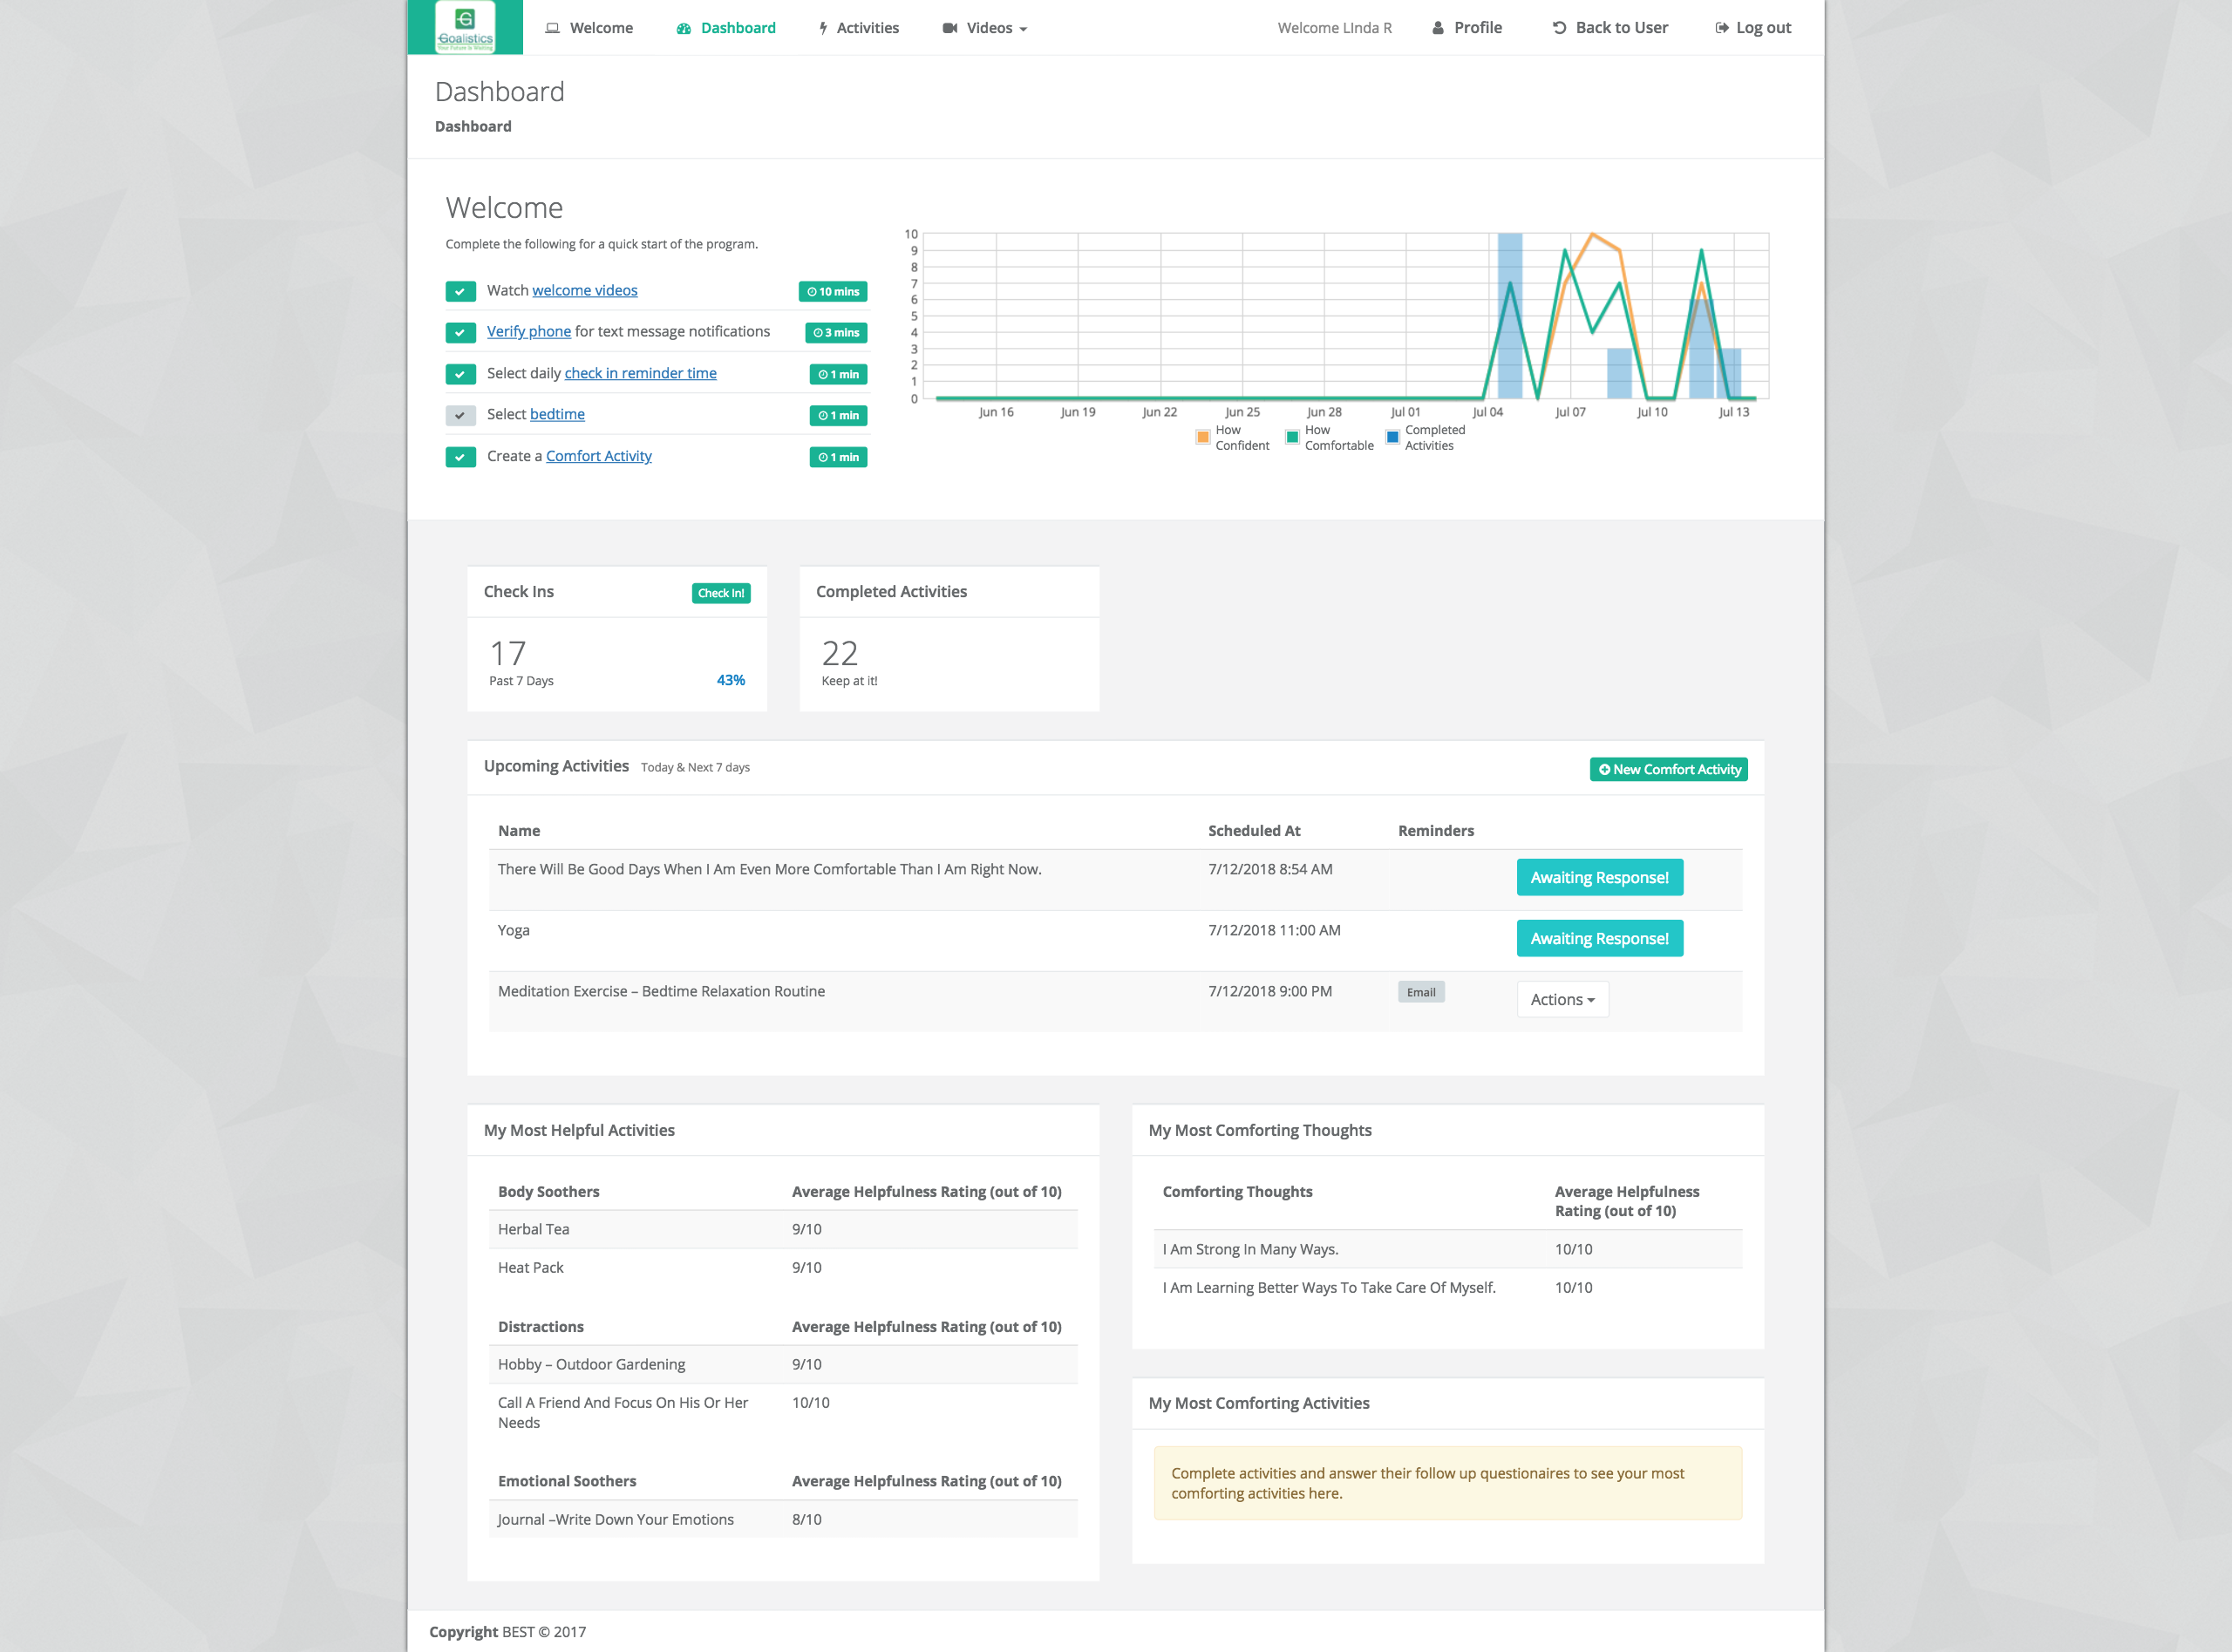 G
Goalistics
Your Future Is Waiting
Welcome
Dashboard
Activities
Videos
Welcome LInda R
Profile
Back to User
Log out
Dashboard
Dashboard
Welcome
Complete the following for a quick start of the program.
Watch welcome videos 10 mins
Verify phone for text message notifications 3 mins
Select daily check in reminder time 1 min
Select bedtime 1 min
Create a Comfort Activity 1 min
10
9
8
7
6
5
4
3
2
1
0
Jun 16 Jun 19 Jun 22 Jun 25 Jun 28 Jul 01 Jul 04 Jul 07 Jul 10 Jul 13
How Confident
How Comfortable
Completed Activities
Check Ins Check In!
17
Past 7 Days 43%
Completed Activities
22
Keep at it!
Upcoming Activities Today & Next 7 days New Comfort Activity
Name Scheduled At Reminders
There Will Be Good Days When I Am Even More Comfortable Than I Am Right Now. 7/12/2018 8:54 AM Awaiting Response!
Yoga 7/12/2018 11:00 AM Awaiting Response!
Meditation Exercise – Bedtime Relaxation Routine 7/12/2018 9:00 PM Email Actions
My Most Helpful Activities
Body Soothers Average Helpfulness Rating (out of 10)
Herbal Tea 9/10
Heat Pack 9/10
Distractions Average Helpfulness Rating (out of 10)
Hobby – Outdoor Gardening 9/10
Call A Friend And Focus On His Or Her 10/10
Needs
Emotional Soothers Average Helpfulness Rating (out of 10)
Journal –Write Down Your Emotions 8/10
My Most Comforting Thoughts
Comforting Thoughts Average Helpfulness
Rating (out of 10)
I Am Strong In Many Ways. 10/10
I Am Learning Better Ways To Take Care Of Myself. 10/10
My Most Comforting Activities
Complete activities and answer their follow up questionaires to see your most
comforting activities here.
Copyright BEST © 2017